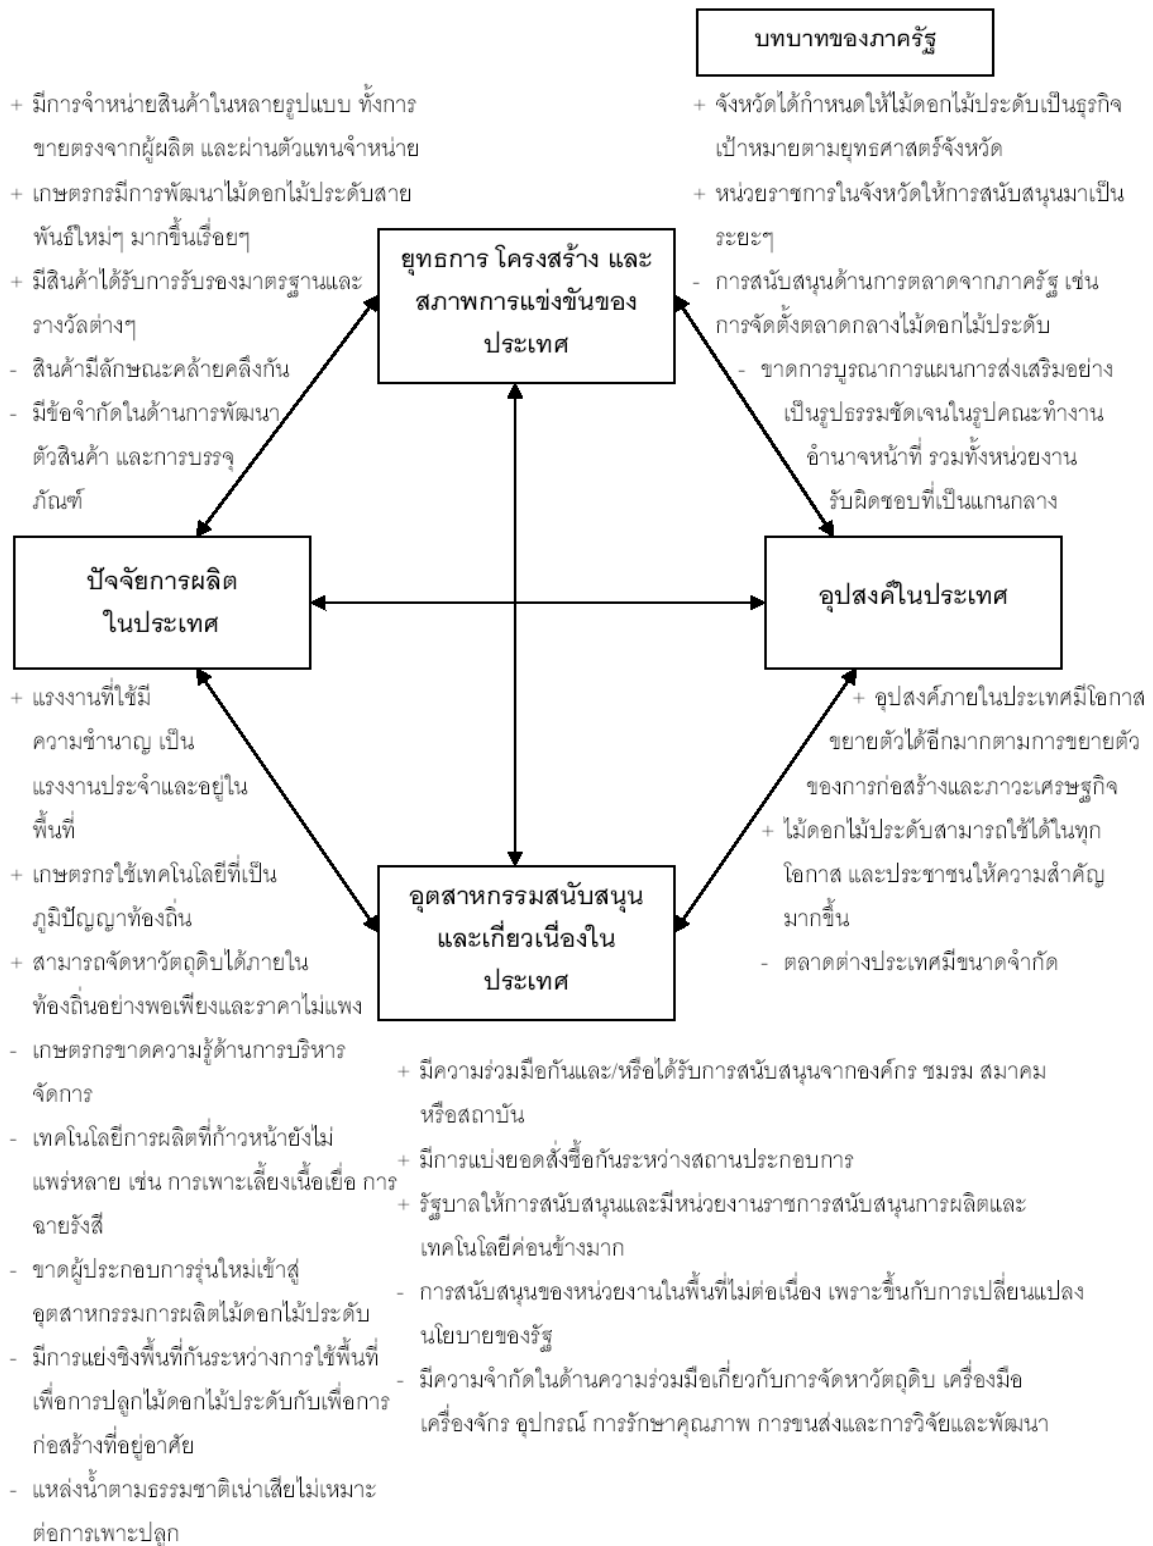 บทบาทของภาครัฐ
+ มีการจำหน่ายสินค้าในหลายรูปแบบ ทั้งการ
ขายตรงจากผู้ผลิต และผ่านตัวแทนจำหน่าย
+ เกษตรกรมีการพัฒนาไม้ดอกไม้ประดับสาย
พันธ์ใหม่ๆ มากขึ้นเรื่อยๆ
+ มีสินค้าได้รับการรับรองมาตรฐานและ
รางวัลต่างๆ
- สินค้ามีลักษณะคล้ายคลึงกัน
- มีข้อจำกัดในด้านการพัฒนา
ตัวสินค้า และการบรรจุ
ภัณฑ์
+ จังหวัดได้กำหนดให้ไม้ดอกไม้ประดับเป็นธุรกิจ
เป้าหมายตามยุทธศาสตร์จังหวัด
+ หน่วยราชการในจังหวัดให้การสนับสนุนมาเป็น
ระยะๆ
- การสนับสนุนด้านการตลาดจากภาครัฐ เช่น
การจัดตั้งตลาดกลางไม้ดอกไม้ประดับ
- ขาดการบูรณาการแผนการส่งเสริมอย่าง
เป็นรูปธรรมชัดเจนในรูปคณะทำงาน
อำนาจหน้าที่ รวมทั้งหน่วยงาน
รับผิดชอบที่เป็นแกนกลาง
ยุทธการ โครงสร้าง และ
สภาพการแข่งขันของ
ประเทศ
ปัจจัยการผลิต
ในประเทศ
อุปสงค์ในประเทศ
+ แรงงานที่ใช้มี
ความชำนาญ เป็น
แรงงานประจำและอยู่ใน
พื้นที่
+ เกษตรกรใช้เทคโนโลยีที่เป็น
ภูมิปัญญาท้องถิ่น
+ สามารถจัดหาวัตถุดิบได้ภายใน
ท้องถิ่นอย่างพอเพียงและราคาไม่แพง
- เกษตรกรขาดความรู้ด้านการบริหาร
จัดการ
- เทคโนโลยีการผลิตที่ก้าวหน้ายังไม่
แพร่หลาย เช่น การเพาะเลี้ยงเนื้อเยื่อ การ
ฉายรังสี
- ขาดผู้ประกอบการรุ่นใหม่เข้าสู่
อุตสาหกรรมการผลิตไม้ดอกไม้ประดับ
- มีการแย่งชิงพื้นที่กันระหว่างการใช้พื้นที่
เพื่อการปลูกไม้ดอกไม้ประดับกับเพื่อการ
ก่อสร้างที่อยู่อาศัย
- แหล่งน้ำตามธรรมชาติเน่าเสียไม่เหมาะ
ต่อการเพาะปลูก
+ อุปสงค์ภายในประเทศมีโอกาส
ขยายตัวได้อีกมากตามการขยายตัว
ของการก่อสร้างและภาวะเศรษฐกิจ
+ ไม้ดอกไม้ประดับสามารถใช้ได้ในทุก
โอกาส และประชาชนให้ความสำคัญ
มากขึ้น
- ตลาดต่างประเทศมีขนาดจำกัด
อุตสาหกรรมสนับสนุน
และเกี่ยวเนื่องใน
ประเทศ
+ มีความร่วมมือกันและ/หรือได้รับการสนับสนุนจากองค์กร ชมรม สมาคม
หรือสถาบัน
+ มีการแบ่งยอดสั่งซื้อกันระหว่างสถานประกอบการ
+ รัฐบาลให้การสนับสนุนและมีหน่วยงานราชการสนับสนุนการผลิตและ
เทคโนโลยีค่อนข้างมาก
- การสนับสนุนของหน่วยงานในพื้นที่ไม่ต่อเนื่อง เพราะขึ้นกับการเปลี่ยนแปลง
นโยบายของรัฐ
- มีความจำกัดในด้านความร่วมมือเกี่ยวกับการจัดหาวัตถุดิบ เครื่องมือ
เครื่องจักร อุปกรณ์ การรักษาคุณภาพ การขนส่งและการวิจัยและพัฒนา